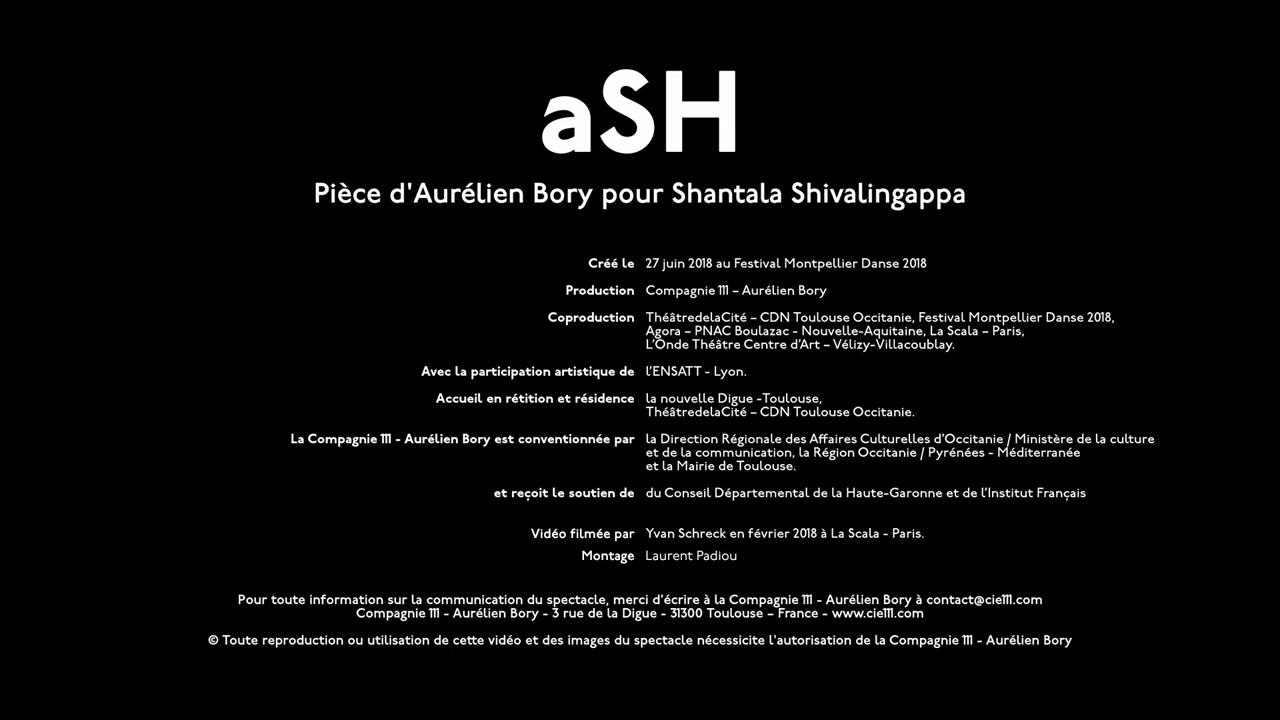 aSH
Pièce d'Aurélien Bory pour Shantala Shivalingappa
Créé le 27 juin 2018 au Festival Montpellier Danse 2018
Production Compagnie 111 – Aurélien Bory
Coproduction ThéâtredelaCité – CDN Toulouse Occitanie, Festival Montpellier Danse 2018,
Agora – PNAC Boulazac - Nouvelle-Aquitaine, La Scala – Paris,
L'Onde Théâtre Centre d'Art – Vélizy-Villacoublay.
Avec la participation artistique de l'ENSATT - Lyon.
Accueil en rétition et résidence la nouvelle Digue -Toulouse,
ThéâtredelaCité – CDN Toulouse Occitanie.
La Compagnie 111 - Aurélien Bory est conventionnée par la Direction Régionale des Affaires Culturelles d'Occitanie / Ministère de la culture
et de la communication, la Région Occitanie / Pyrénées - Méditerranée
et la Mairie de Toulouse.
et reçoit le soutien de du Conseil Départemental de la Haute-Garonne et de l'Institut Français
Vidéo filmée par Yvan Schreck en février 2018 à La Scala - Paris.
Montage Laurent Padiou
Pour toute information sur la communication du spectacle, merci d'écrire à la Compagnie 111 - Aurélien Bory à contact@cie111.com
Compagnie 111 - Aurélien Bory - 3 rue de la Digue - 31300 Toulouse – France - www.cie111.com
© Toute reproduction ou utilisation de cette vidéo et des images du spectacle nécessicite l'autorisation de la Compagnie 111 - Aurélien Bory